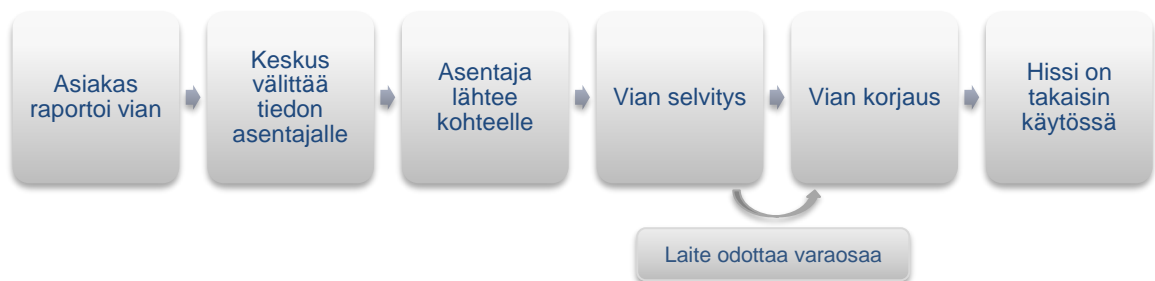 Asiakas
raportoi vian
Keskus
välittää
tiedon
asentajalle
Asentaja
lähtee
kohteelle
Vian selvitys
Vian korjaus
Hissi on
takaisin
käytössä
Laite odottaa varaosaa